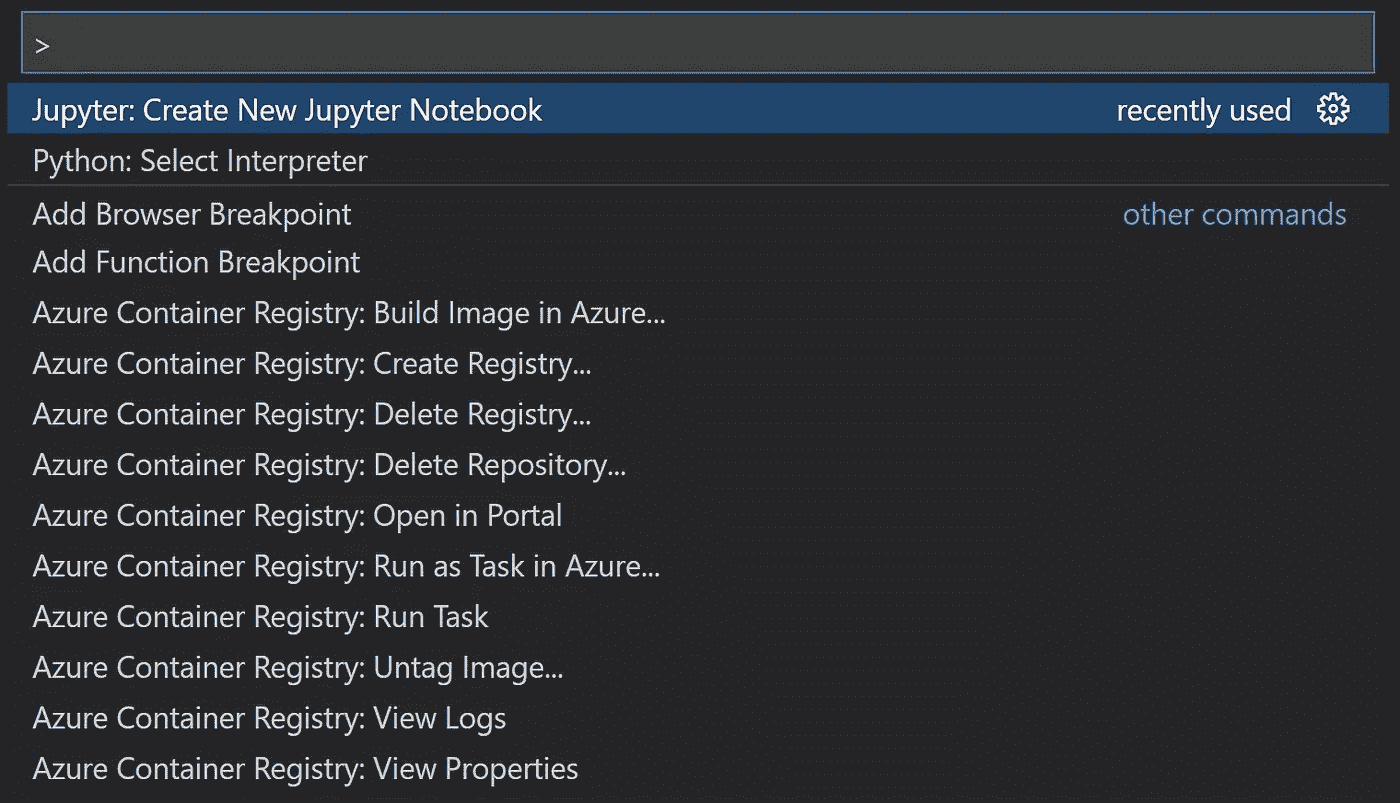 >
Jupyter: Create New Jupyter Notebook recently used
Python: Select Interpreter
Add Browser Breakpoint other commands
Add Function Breakpoint
Azure Container Registry: Build Image in Azure...
Azure Container Registry: Create Registry...
Azure Container Registry: Delete Registry...
Azure Container Registry: Delete Repository...
Azure Container Registry: Open in Portal
Azure Container Registry: Run as Task in Azure...
Azure Container Registry: Run Task
Azure Container Registry: Untag Image...
Azure Container Registry: View Logs
Azure Container Registry: View Properties